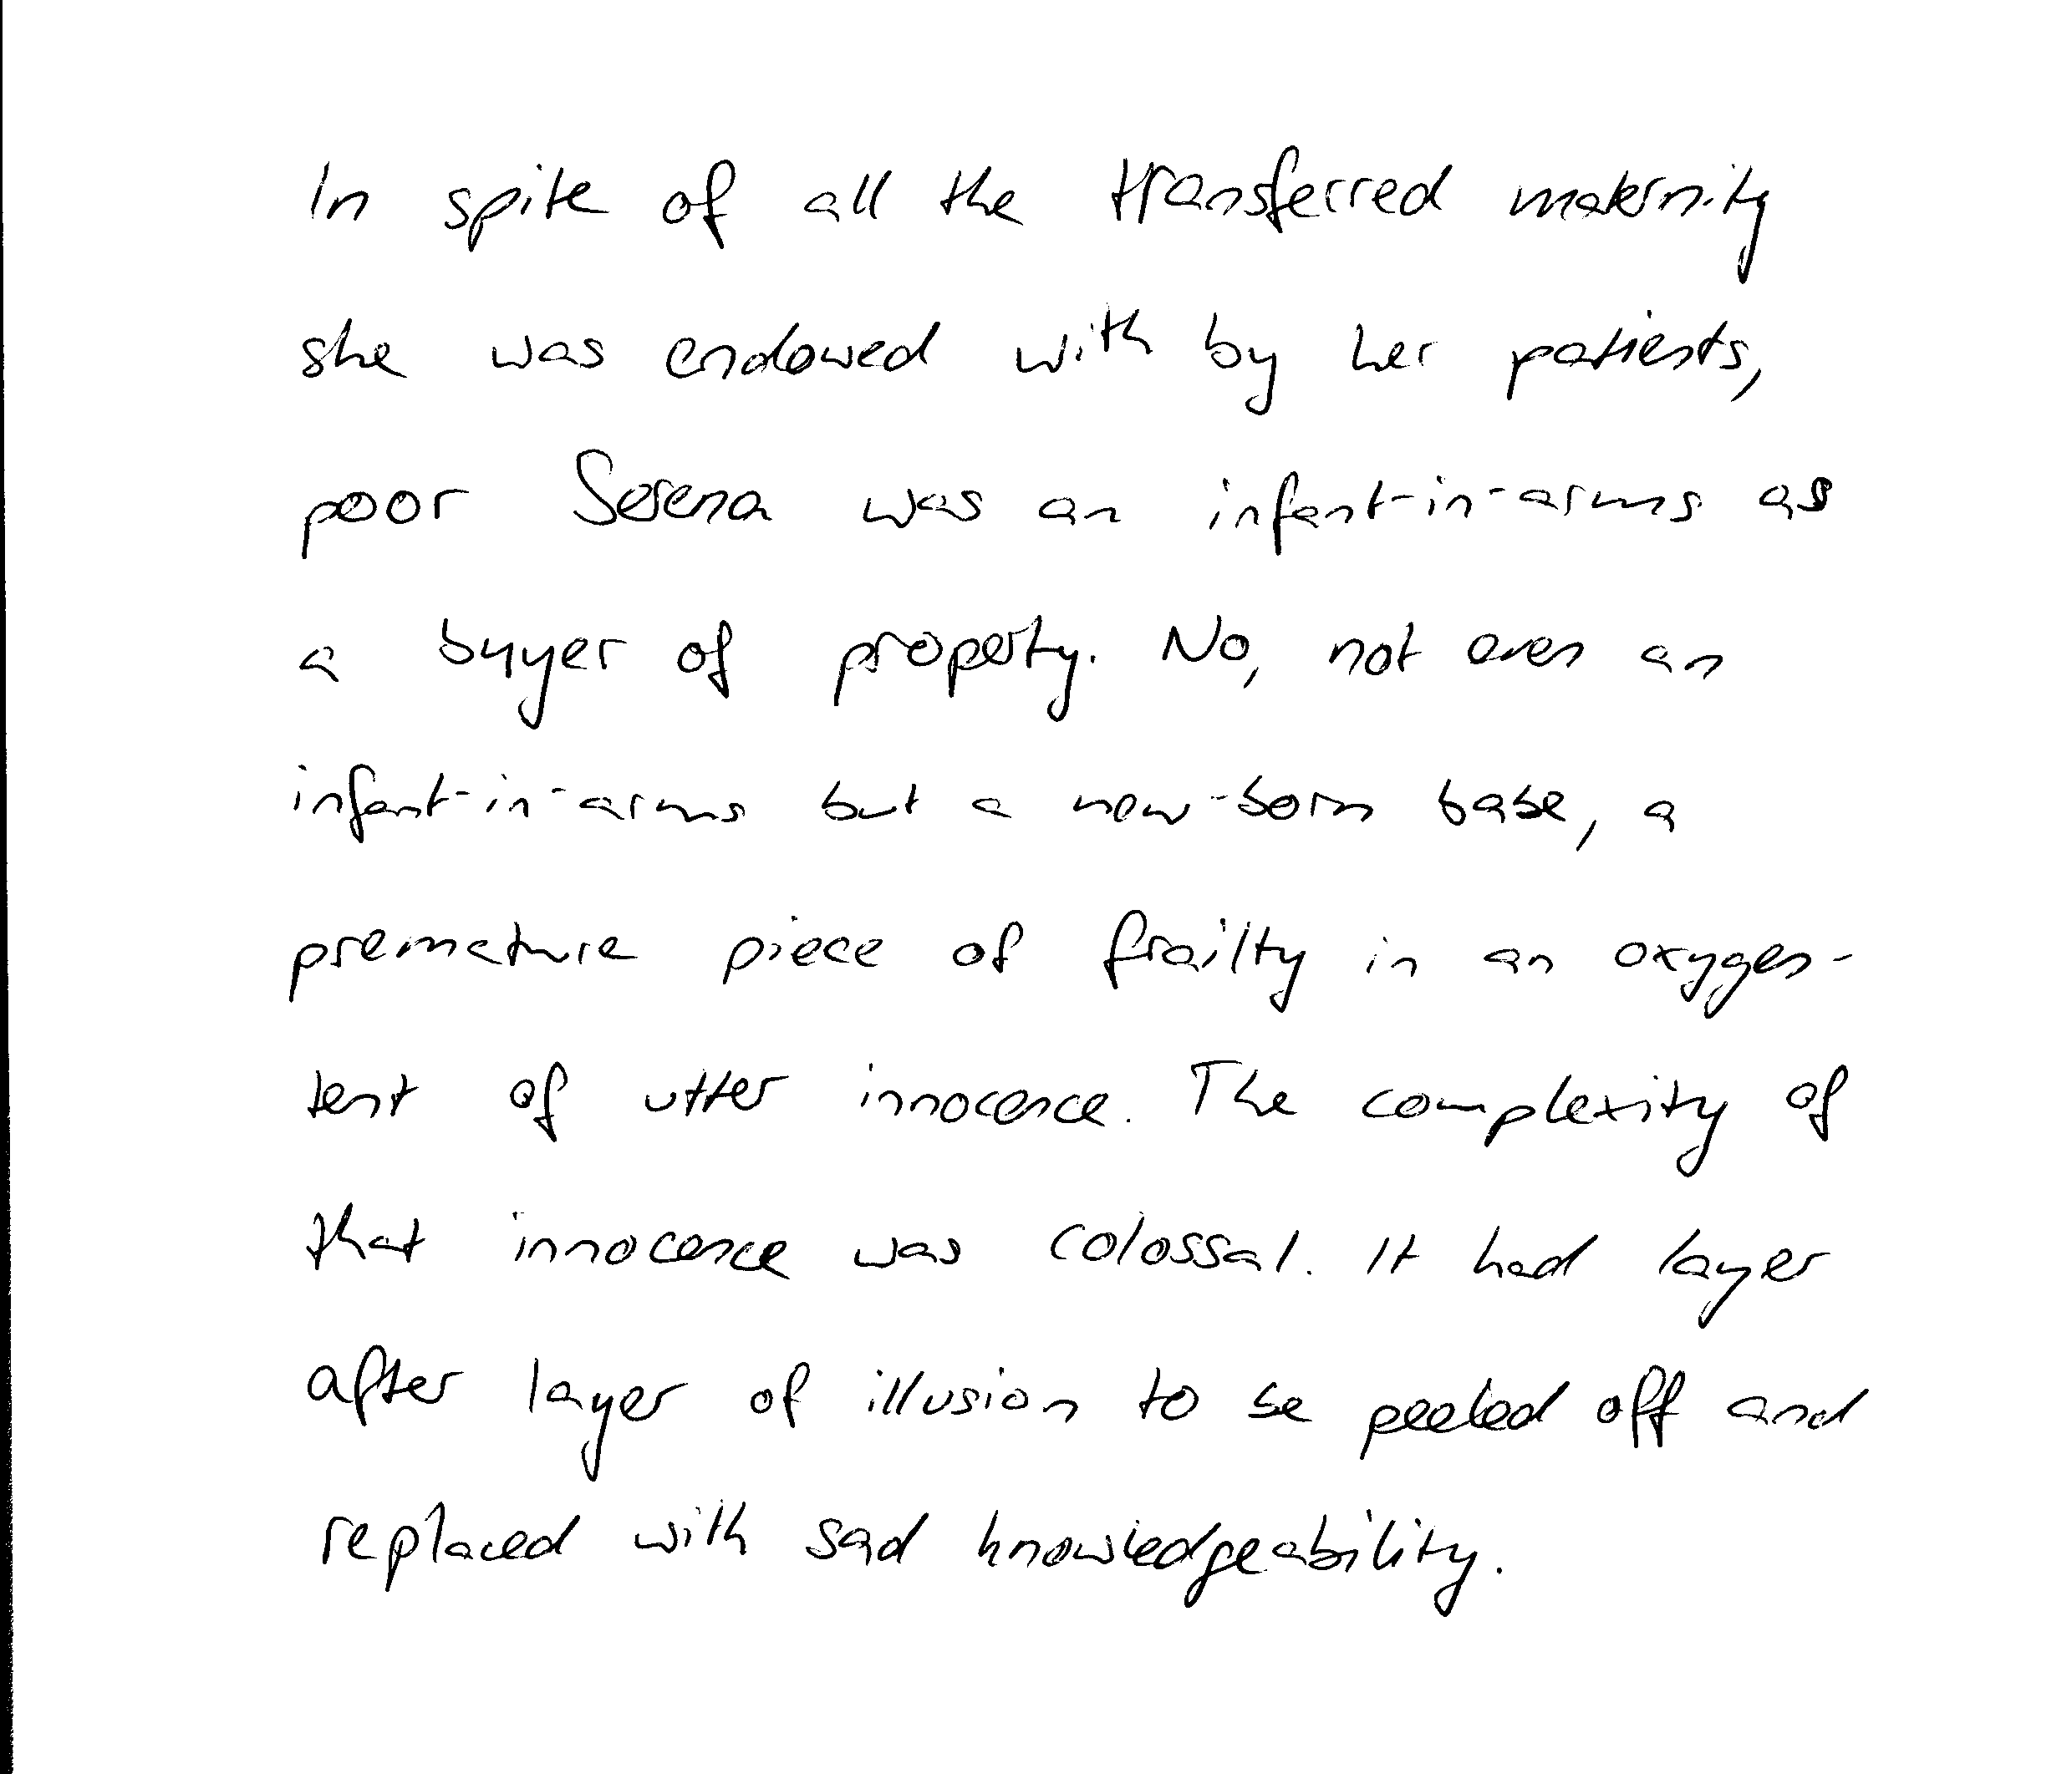 In spite of all the transferred maternity
she was endowed with by her patients,
poor Serena was an infant-in-arms as
a buyer of property. No, not even an
infant-in-arms but a new-born babe, a
premature piece of frailty in an oxygen-
tent of utter innocence. The complexity of
that innocence was colossal. It had layer
after layer of illusion to be peeled off and
replaced with sad knowledgeability.